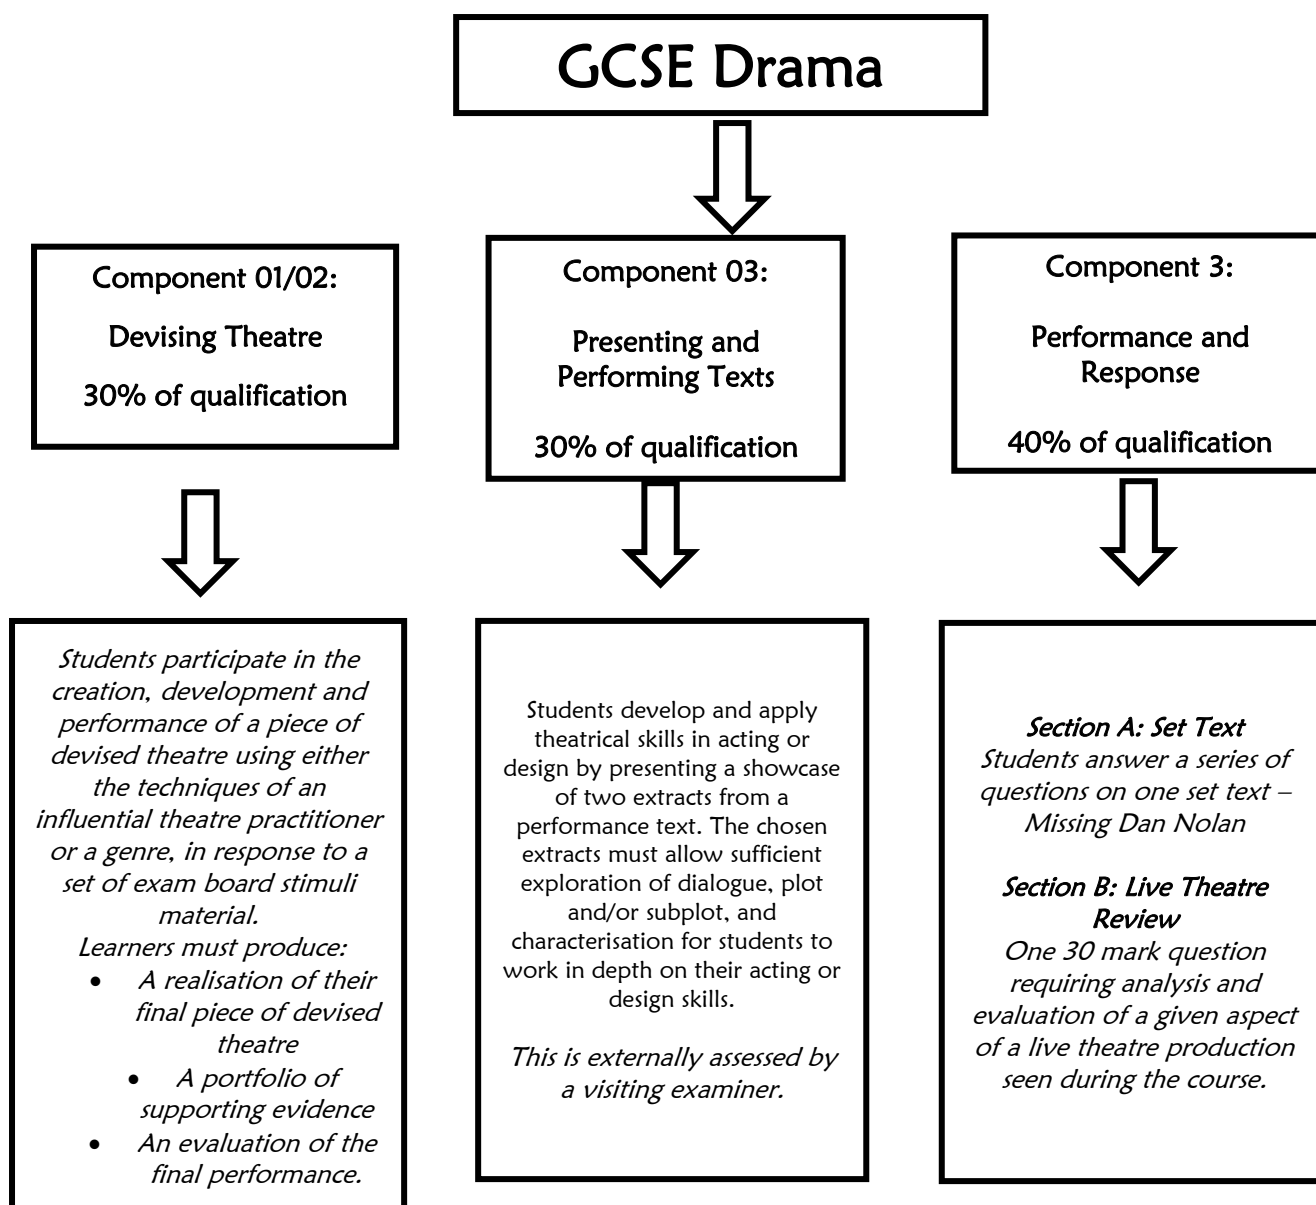 GCSE Drama
Component 01/02:
Devising Theatre
30% of qualification
Component 03:
Presenting and
Performing Texts
30% of qualification
Component 3:
Performance and
Response
40% of qualification
Students participate in the
creation, development and
performance of a piece of
devised theatre using either
the techniques of an
influential theatre practitioner
or a genre, in response to a
set of exam board stimuli
material.
Learners must produce:
• A realisation of their
final piece of devised
theatre
• A portfolio of
supporting evidence
• An evaluation of the
final performance.
Students develop and apply
theatrical skills in acting or
design by presenting a showcase
of two extracts from a
performance text. The chosen
extracts must allow sufficient
exploration of dialogue, plot
and/or subplot, and
characterisation for students to
work in depth on their acting or
design skills.
This is externally assessed by
a visiting examiner.
Section A: Set Text
Students answer a series of
questions on one set text –
Missing Dan Nolan
Section B: Live Theatre
Review
One 30 mark question
requiring analysis and
evaluation of a given aspect
of a live theatre production
seen during the course.